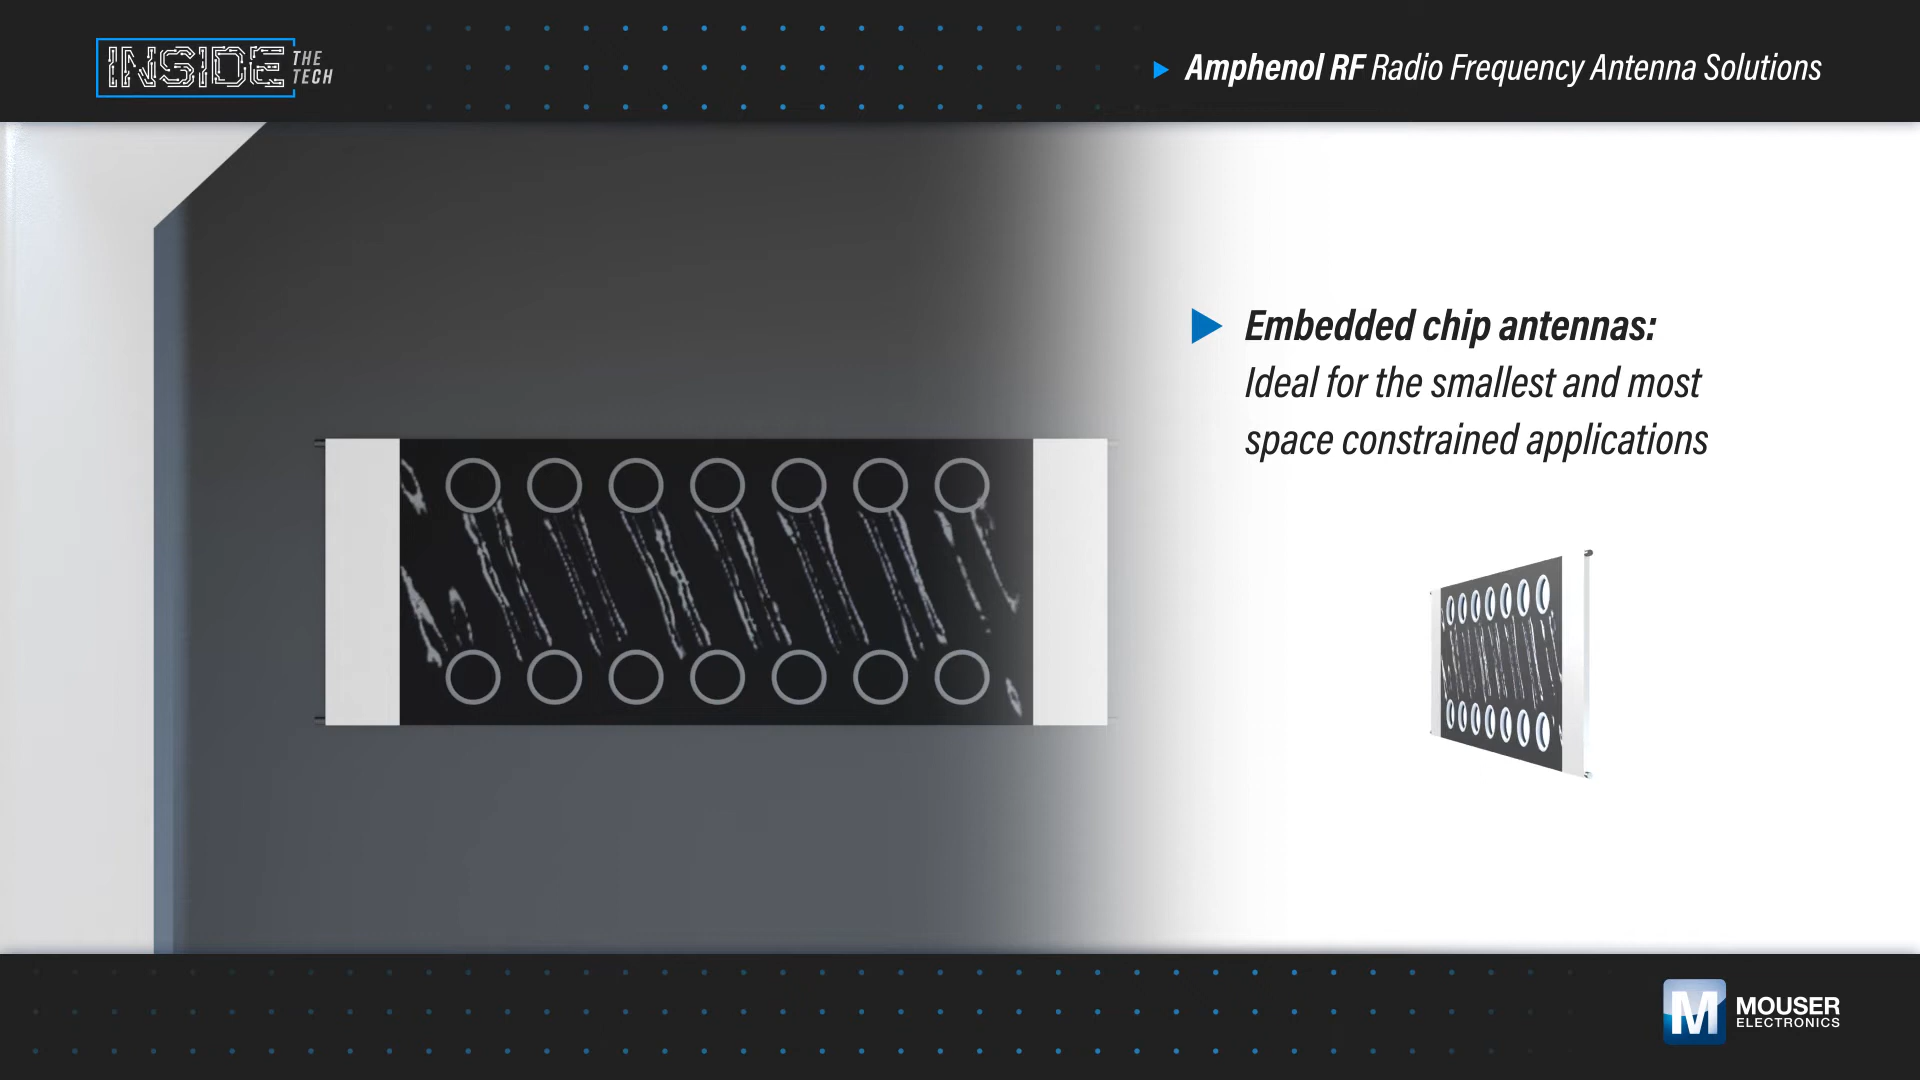 INSIDE THE TECH
Amphenol RF Radio Frequency Antenna Solutions
Embedded chip antennas:
Ideal for the smallest and most
space constrained applications
M
MOUSER
ELECTRONICS